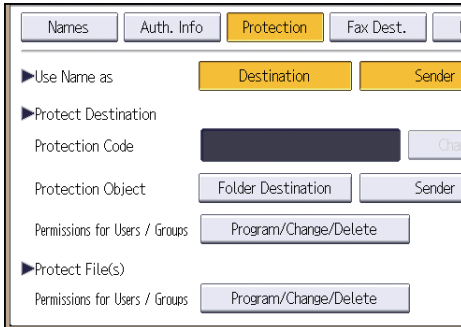 Names Auth. Info Protection Fax Dest.
▶Use Name as Destination Sender
▶Protect Destination
Protection Code Cha
Protection Object Folder Destination Sender
Permissions for Users / Groups Program/Change/Delete
▶Protect File(s)
Permissions for Users / Groups Program/Change/Delete